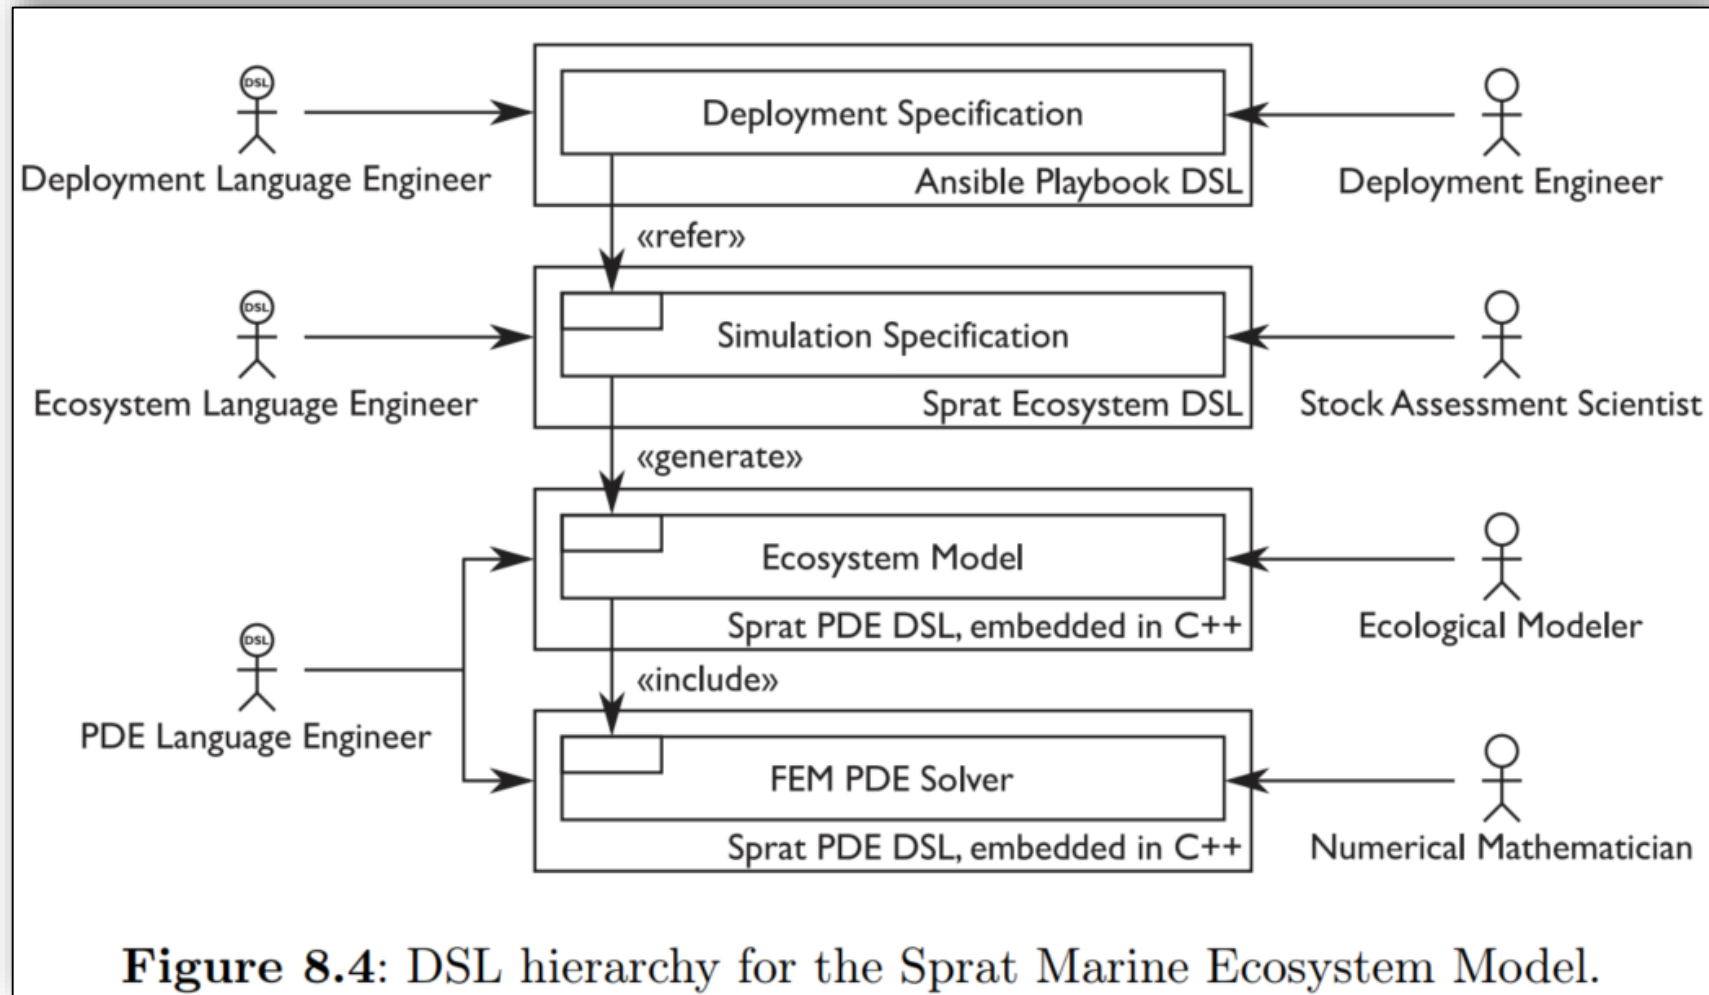 DSL
Deployment Language Engineer
Deployment Specification
Ansible Playbook DSL
Deployment Engineer
«refer»
DSL
Ecosystem Language Engineer
Simulation Specification
Sprat Ecosystem DSL
Stock Assessment Scientist
«generate»
Ecosystem Model
Sprat PDE DSL, embedded in C++
Ecological Modeler
DSL
PDE Language Engineer
«include»
FEM PDE Solver
Sprat PDE DSL, embedded in C++
Numerical Mathematician
Figure 8.4: DSL hierarchy for the Sprat Marine Ecosystem Model.